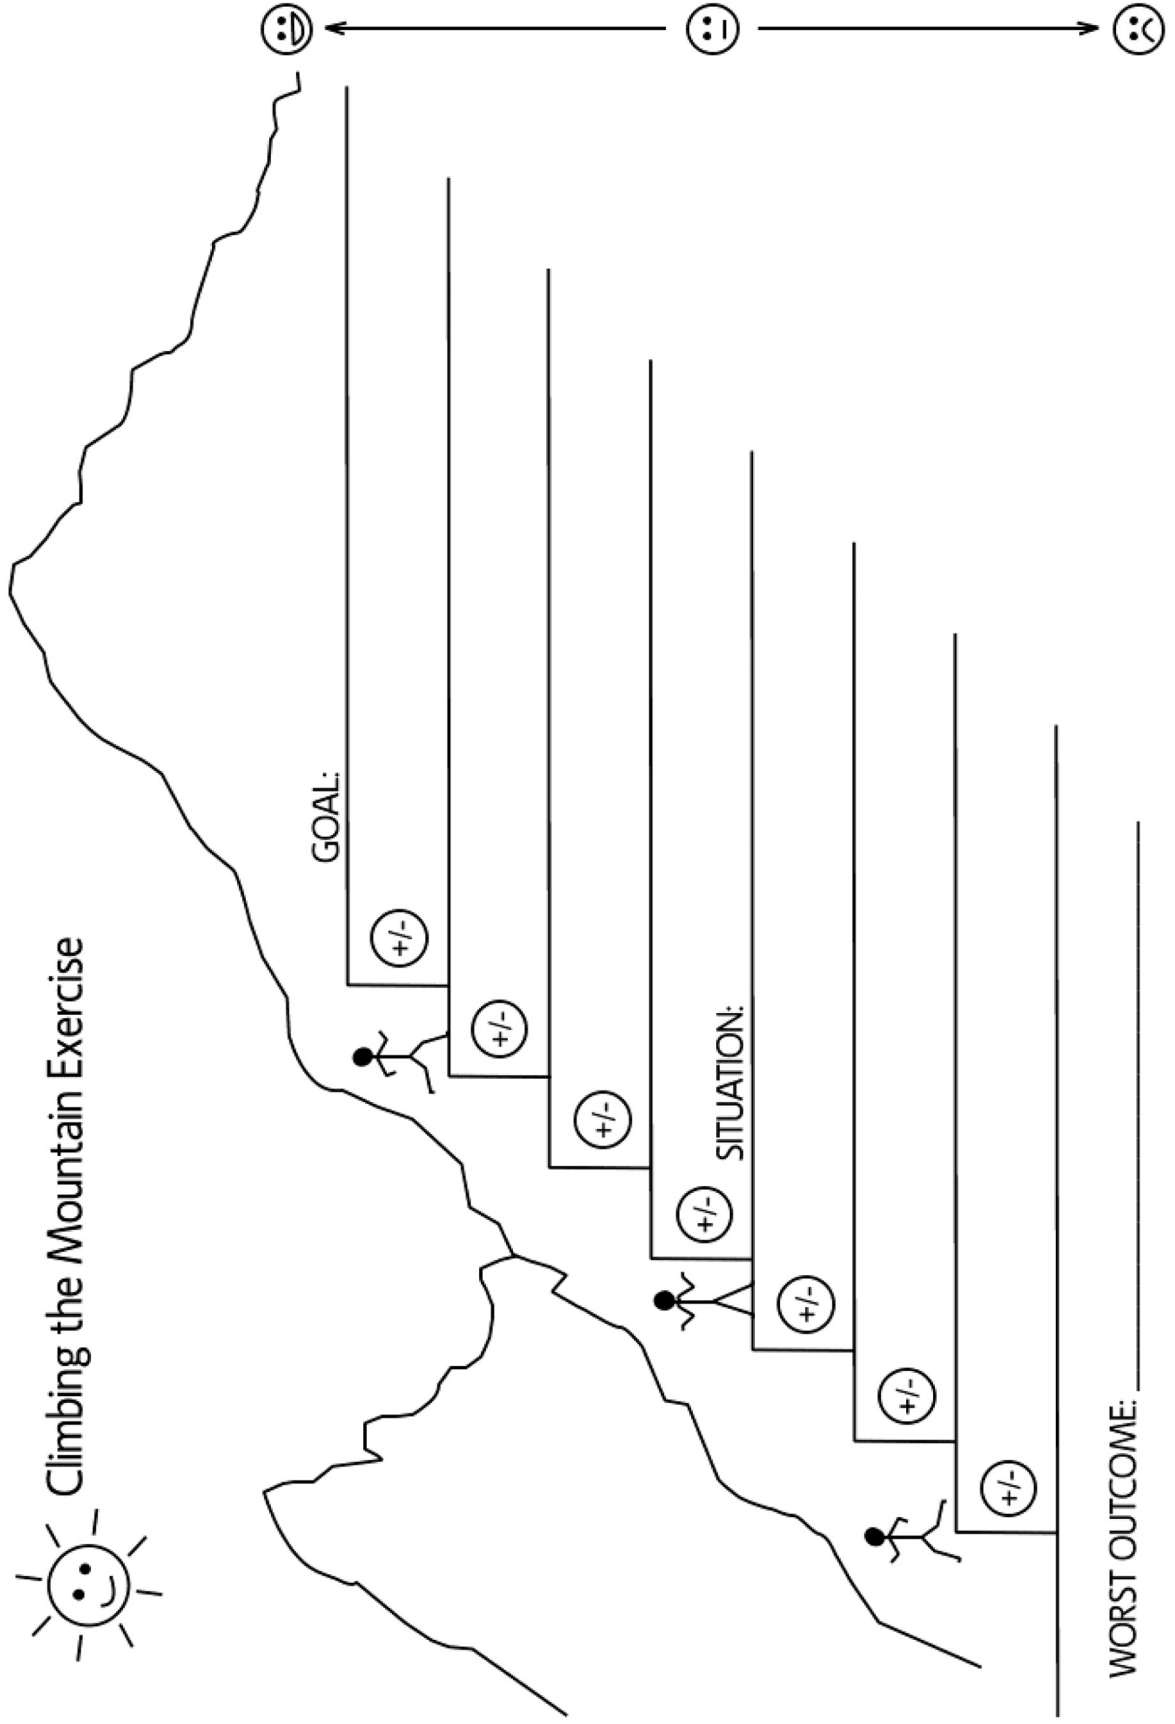 Climbing the Mountain Exercise
GOAL:
+/-
+/-
+/-
+/-
SITUATION:
+/-
+/-
+/-
WORST OUTCOME: